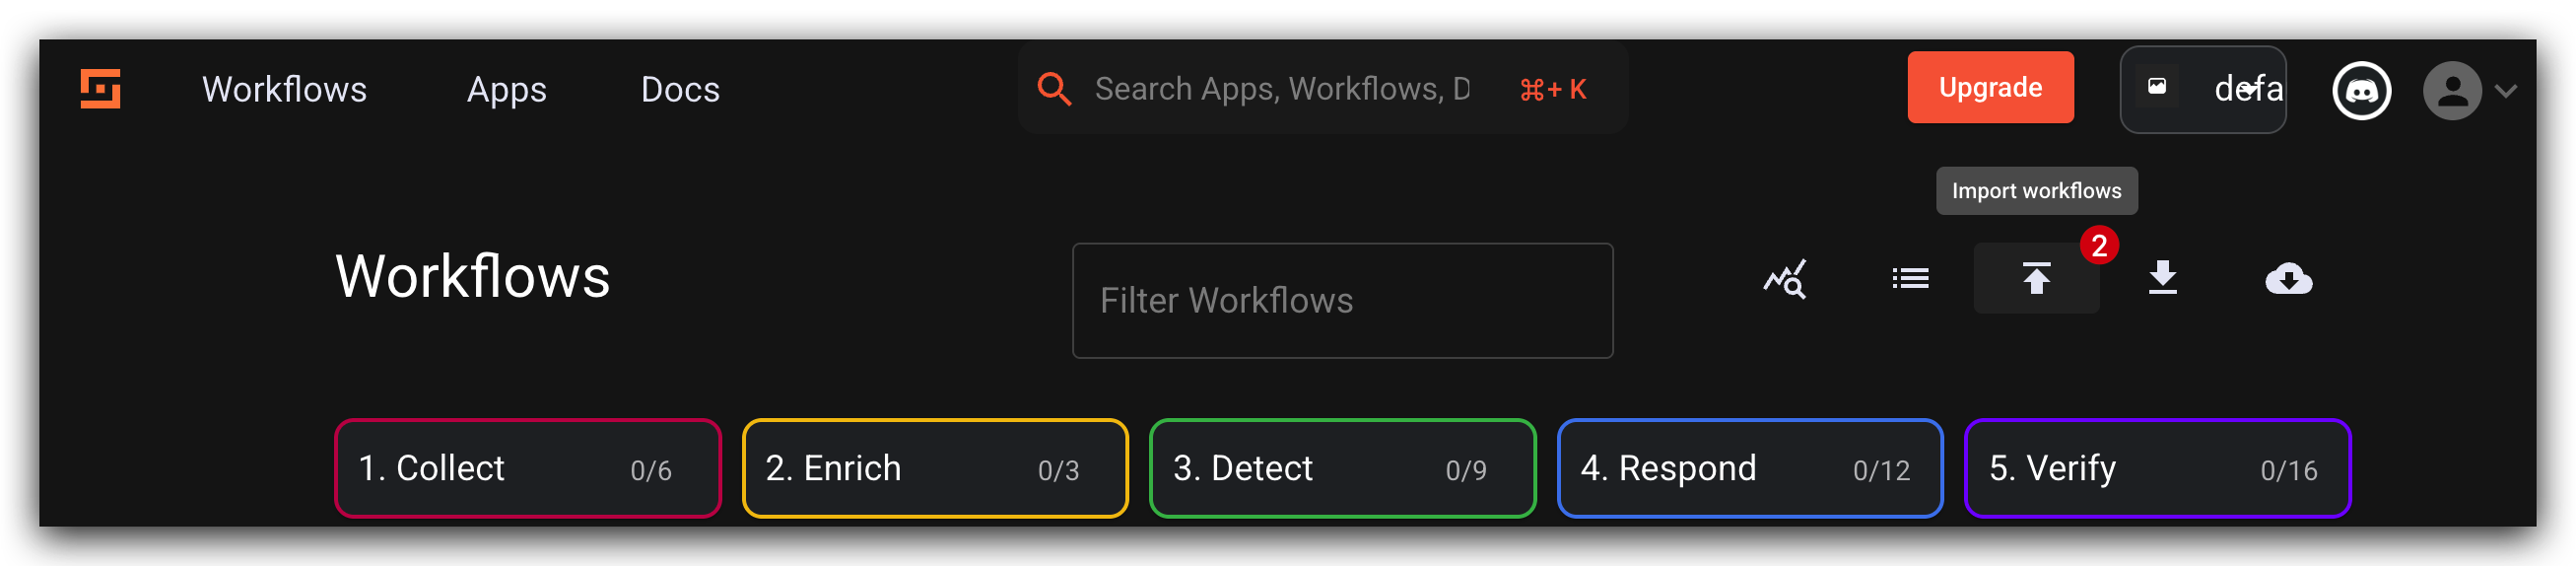 Workflows Apps Docs Search Apps, Workflows, D ⌘+ K Upgrade defa
Import workflows
2
Workflows
Filter Workflows
1. Collect 0/6 2. Enrich 0/3 3. Detect 0/9 4. Respond 0/12 5. Verify 0/16